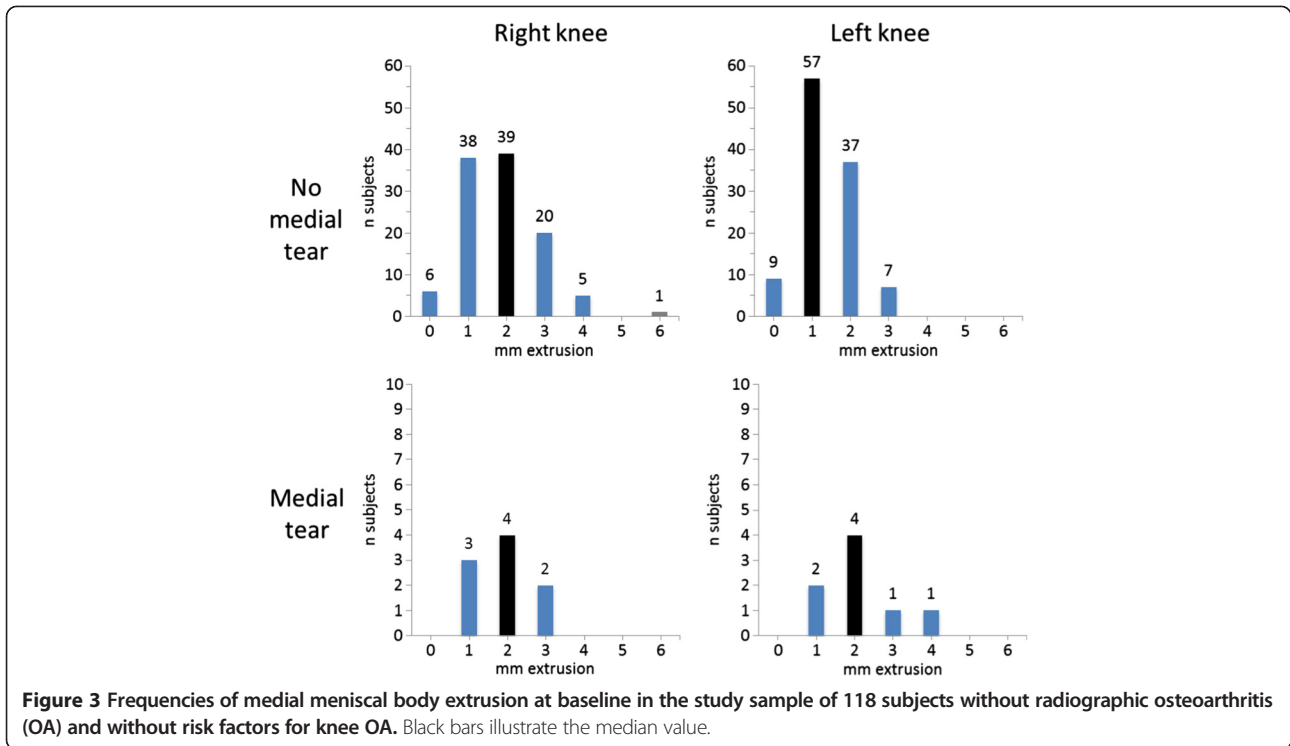 Right knee
Left knee
No
medial
tear
n subjects
60
50
40
30
20
10
0
6
38
39
20
5
1
0 1 2 3 4 5 6
mm extrusion
n subjects
60
50
40
30
20
10
0
9
57
37
7
0 1 2 3 4 5 6
mm extrusion
Medial
tear
n subjects
10
9
8
7
6
5
4
3
2
1
0
3
4
2
0 1 2 3 4 5 6
mm extrusion
n subjects
10
9
8
7
6
5
4
3
2
1
0
2
4
1
1
0 1 2 3 4 5 6
mm extrusion
Figure 3 Frequencies of medial meniscal body extrusion at baseline in the study sample of 118 subjects without radiographic osteoarthritis
(OA) and without risk factors for knee OA. Black bars illustrate the median value.